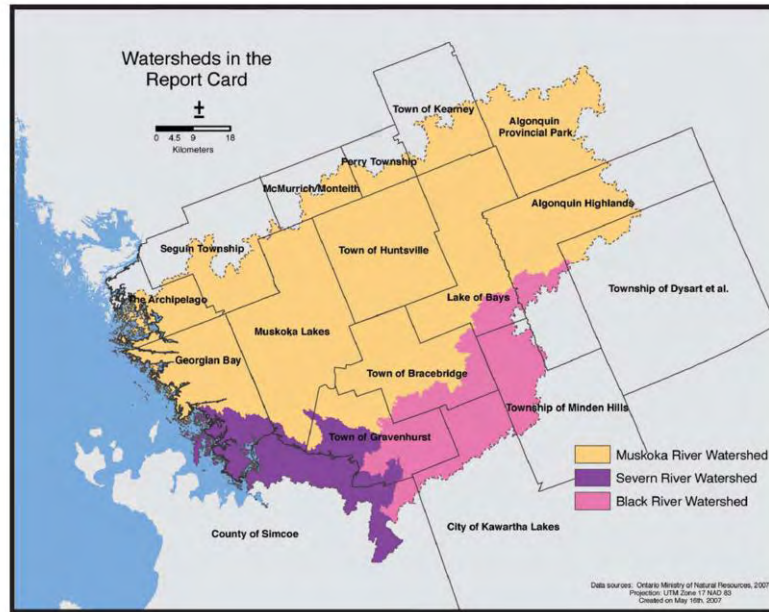 Watersheds in the
Report Card
0 4.5 9 18
Kilometers
Town of Kearney
Algonquin
Provincial Park
Perry Township
McMurrich/Monteith
Algonquin Highlands
Seguin Township
Town of Huntsville
Township of Dysart et al.
The Archipelago
Lake of Bays
Muskoka Lakes
Georgian Bay
Town of Bracebridge
Township of Minden Hills
Town of Gravenhurst
Muskoka River Watershed
Severn River Watershed
Black River Watershed
County of Simcoe
City of Kawartha Lakes
Data sources: Ontario Ministry of Natural Resources, 2007
Projection: UTM Zone 17 NAD 83
Created on May 16th, 2007